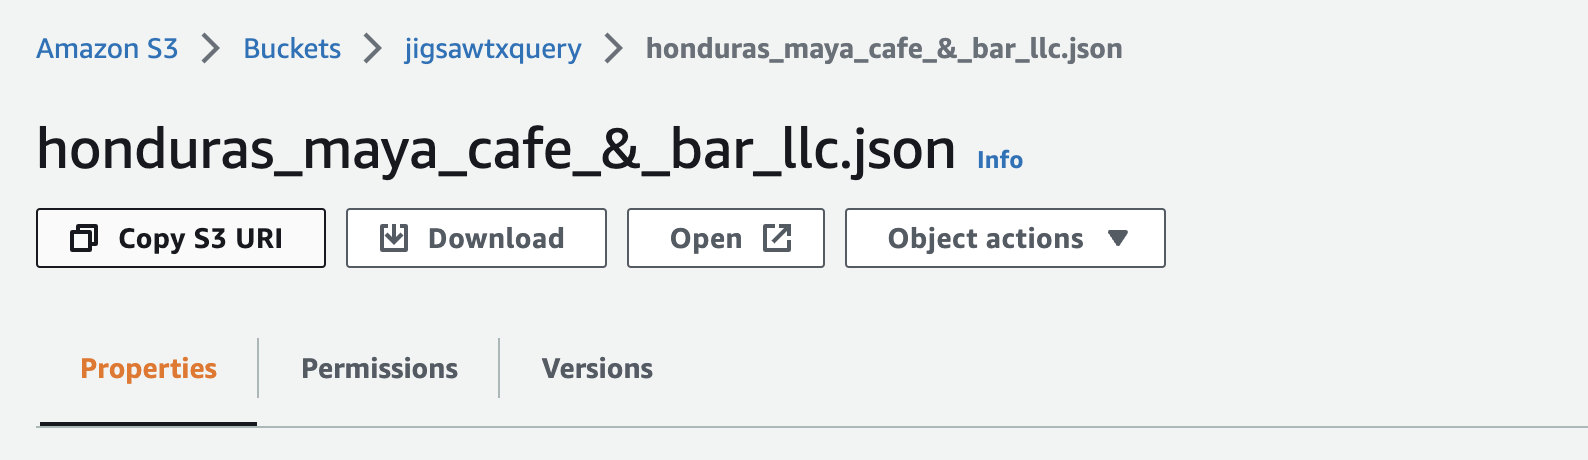 Amazon S3 > Buckets > jigsawtxquery > honduras_maya_cafe_&_bar_llc.json
honduras_maya_cafe_&_bar_llc.json Info
Copy S3 URI Download Open Object actions
Properties Permissions Versions